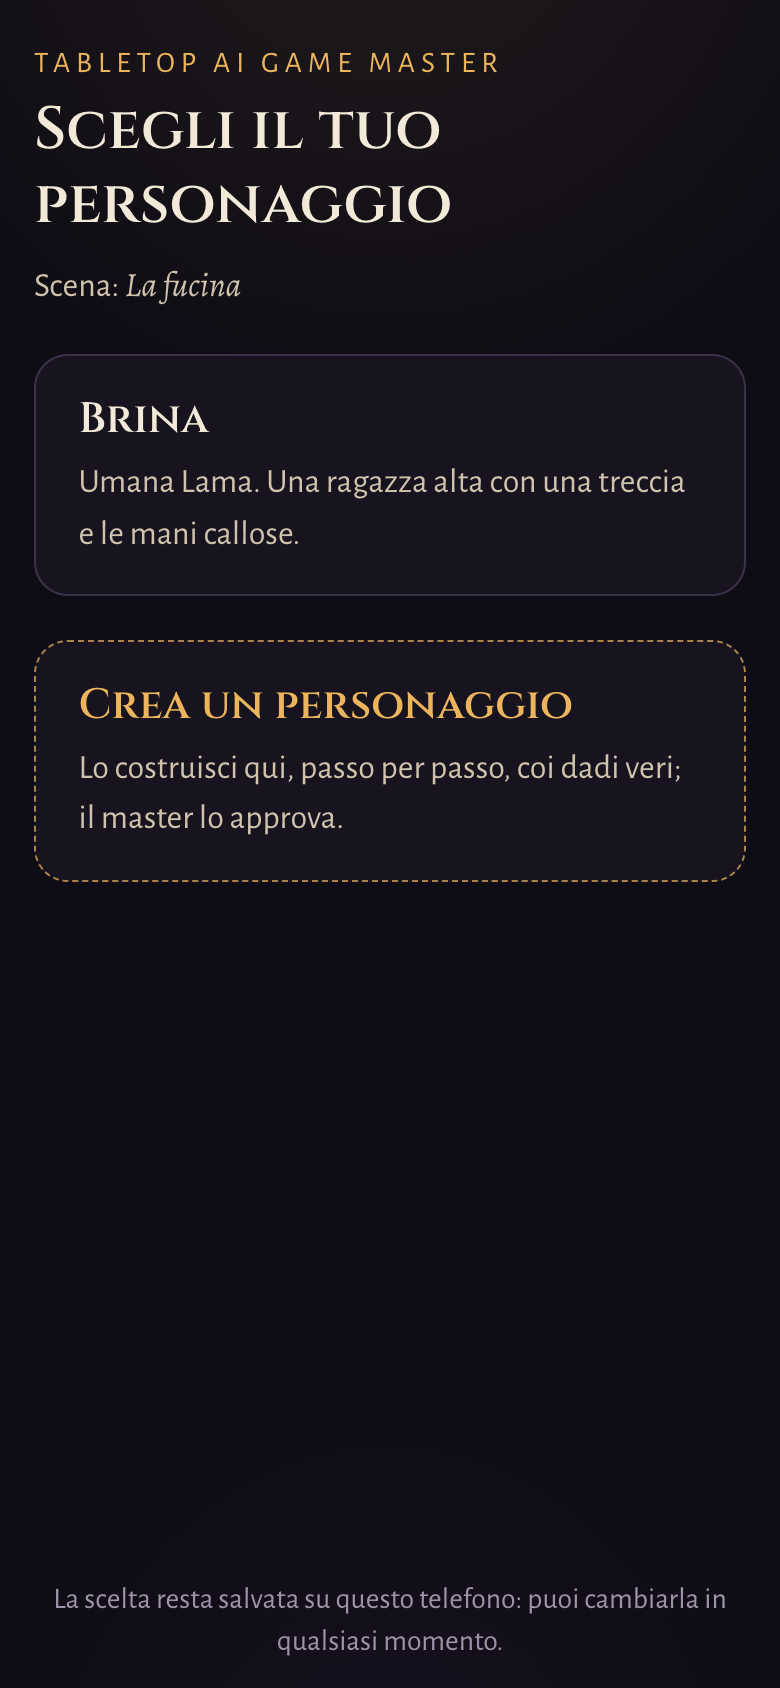 TABLETOP AI GAME MASTER
Scegli il tuo
personaggio
Scena: La fucina
Brina
Umana Lama. Una ragazza alta con una treccia
e le mani callose.
Crea un personaggio
Lo costruisci qui, passo per passo, coi dadi veri;
il master lo approva.
La scelta resta salvata su questo telefono: puoi cambiarla in
qualsiasi momento.